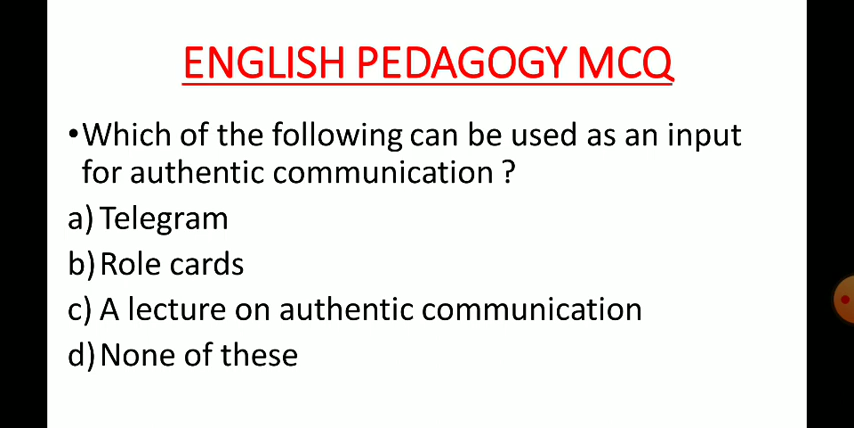 ENGLISH PEDAGOGY MCQ
•Which of the following can be used as an input
for authentic communication ?
a) Telegram
b) Role cards
c) A lecture on authentic communication
d) None of these